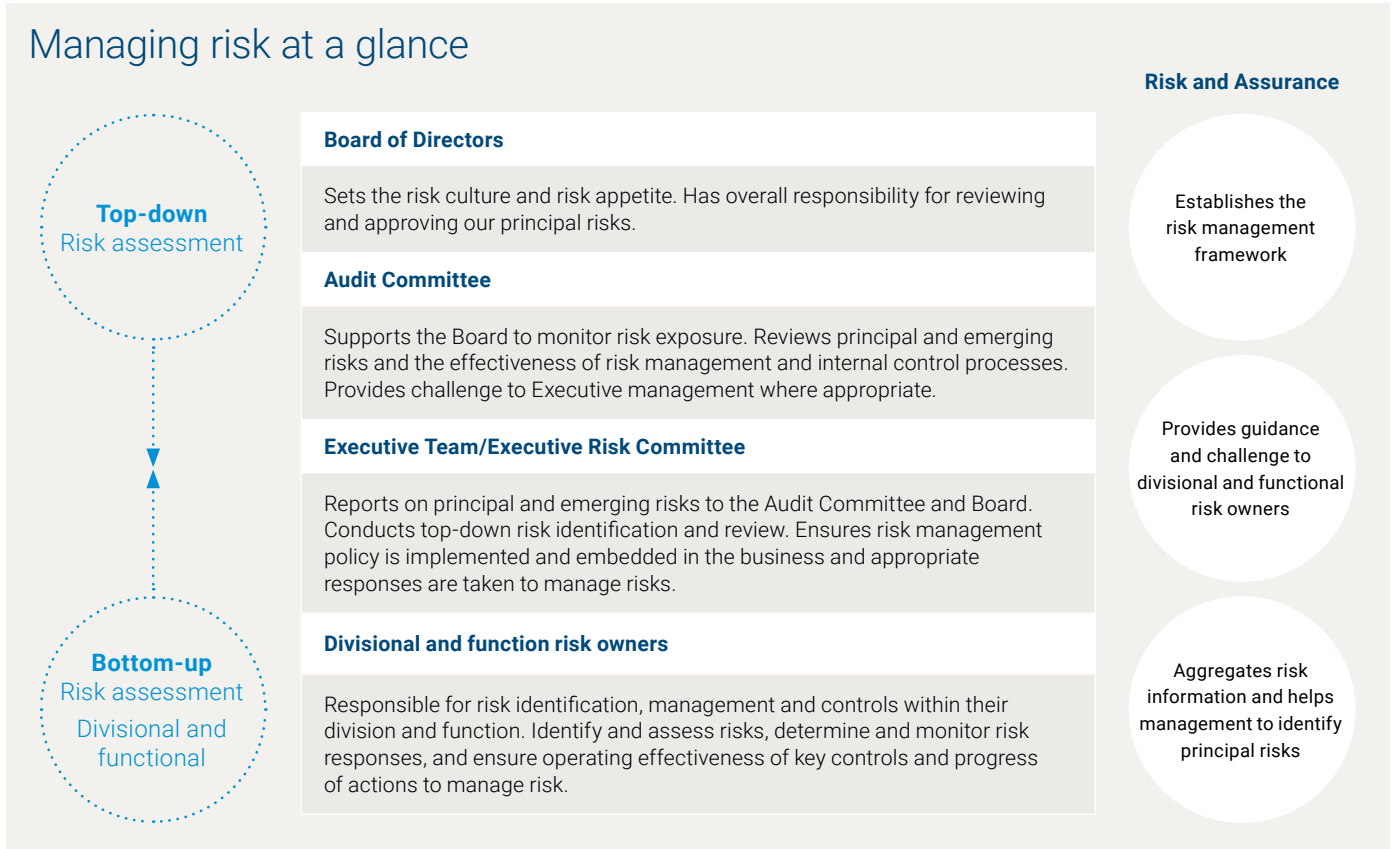 Managing risk at a glance
Top-down
Risk assessment
Bottom-up
Risk assessment
Divisional and
functional
Board of Directors
Sets the risk culture and risk appetite. Has overall responsibility for reviewing
and approving our principal risks.
Audit Committee
Supports the Board to monitor risk exposure. Reviews principal and emerging
risks and the effectiveness of risk management and internal control processes.
Provides challenge to Executive management where appropriate.
Executive Team/Executive Risk Committee
Reports on principal and emerging risks to the Audit Committee and Board.
Conducts top-down risk identification and review. Ensures risk management
policy is implemented and embedded in the business and appropriate
responses are taken to manage risks.
Divisional and function risk owners
Responsible for risk identification, management and controls within their
division and function. Identify and assess risks, determine and monitor risk
responses, and ensure operating effectiveness of key controls and progress
of actions to manage risk.
Risk and Assurance
Establishes the
risk management
framework
Provides guidance
and challenge to
divisional and functional
risk owners
Aggregates risk
information and helps
management to identify
principal risks